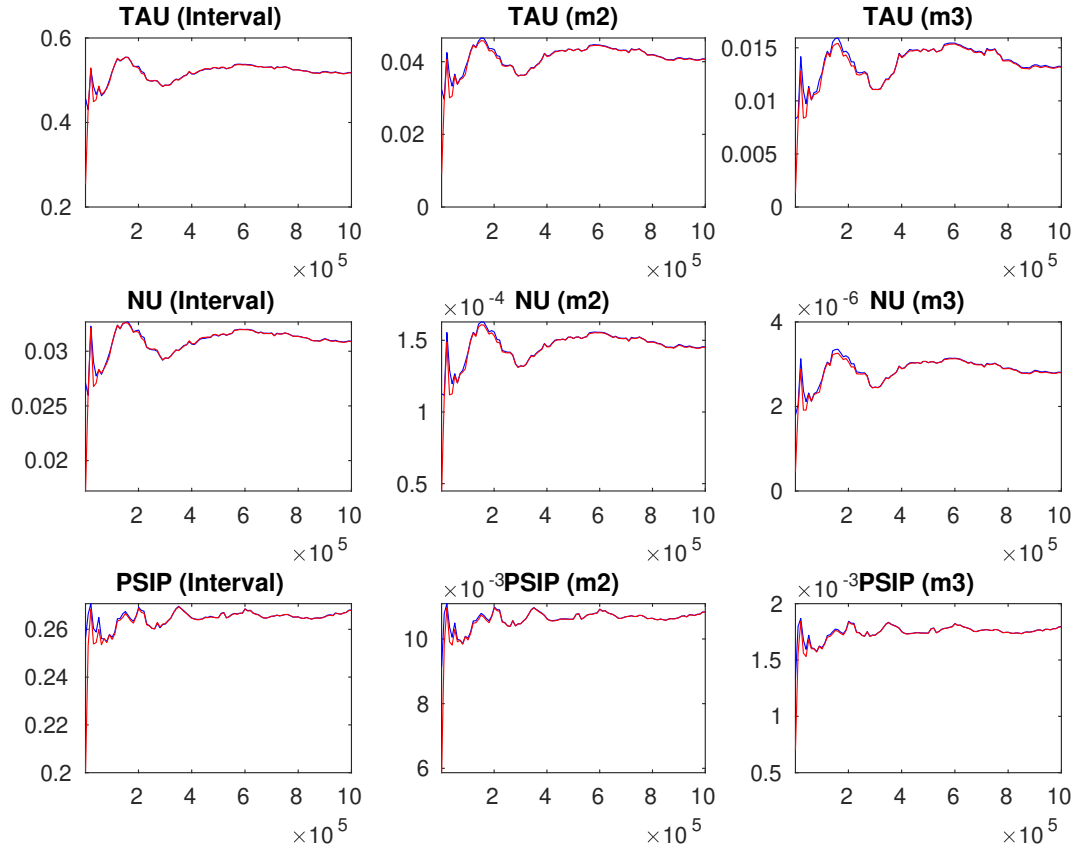 TAU (Interval)
0.6
0.4
0.2
2 4 6 8 10
×10 5
TAU (m2)
0.04
0.02
0
2 4 6 8 10
×10 5
TAU (m3)
0.015
0.01
0.005
0
2 4 6 8 10
×10 5
NU (Interval)
0.03
0.025
0.02
2 4 6 8 10
×10 5
×10 -4
NU (m2)
1.5
1
0.5
2 4 6 8 10
×10 5
×10 -6
NU (m3)
4
2
0
2 4 6 8 10
×10 5
PSIP (Interval)
0.26
0.24
0.22
0.2
2 4 6 8 10
×10 5
×10 -3
PSIP (m2)
10
8
6
2 4 6 8 10
×10 5
×10 -3
PSIP (m3)
2
1.5
1
0.5
2 4 6 8 10
×10 5